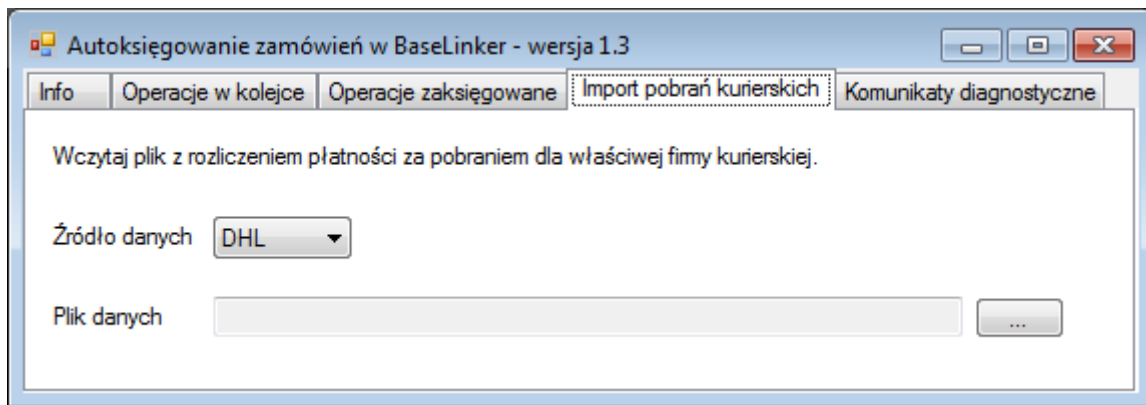 Autoksięgowanie zamówień w BaseLinker - wersja 1.3
Info Operacje w kolejce Operacje zaksięgowane Import pobrań kurierskich Komunikaty diagnostyczne
Wczytaj plik z rozliczeniem płatności za pobraniem dla właściwej firmy kurierskiej.
Źródło danych DHL
Plik danych ...